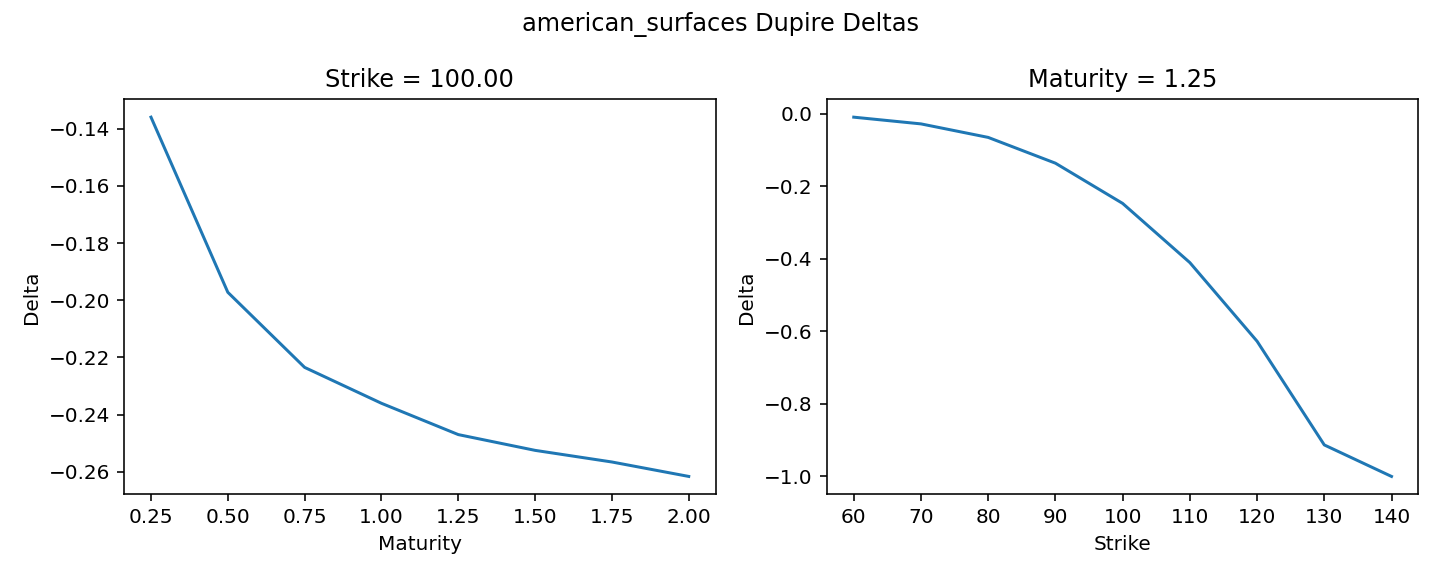 american_surfaces Dupire Deltas
Strike = 100.00
Delta
−0.14
−0.16
−0.18
−0.20
−0.22
−0.24
−0.26
0.25 0.50 0.75 1.00 1.25 1.50 1.75 2.00
Maturity
Maturity = 1.25
Delta
0.0
−0.2
−0.4
−0.6
−0.8
−1.0
60 70 80 90 100 110 120 130 140
Strike